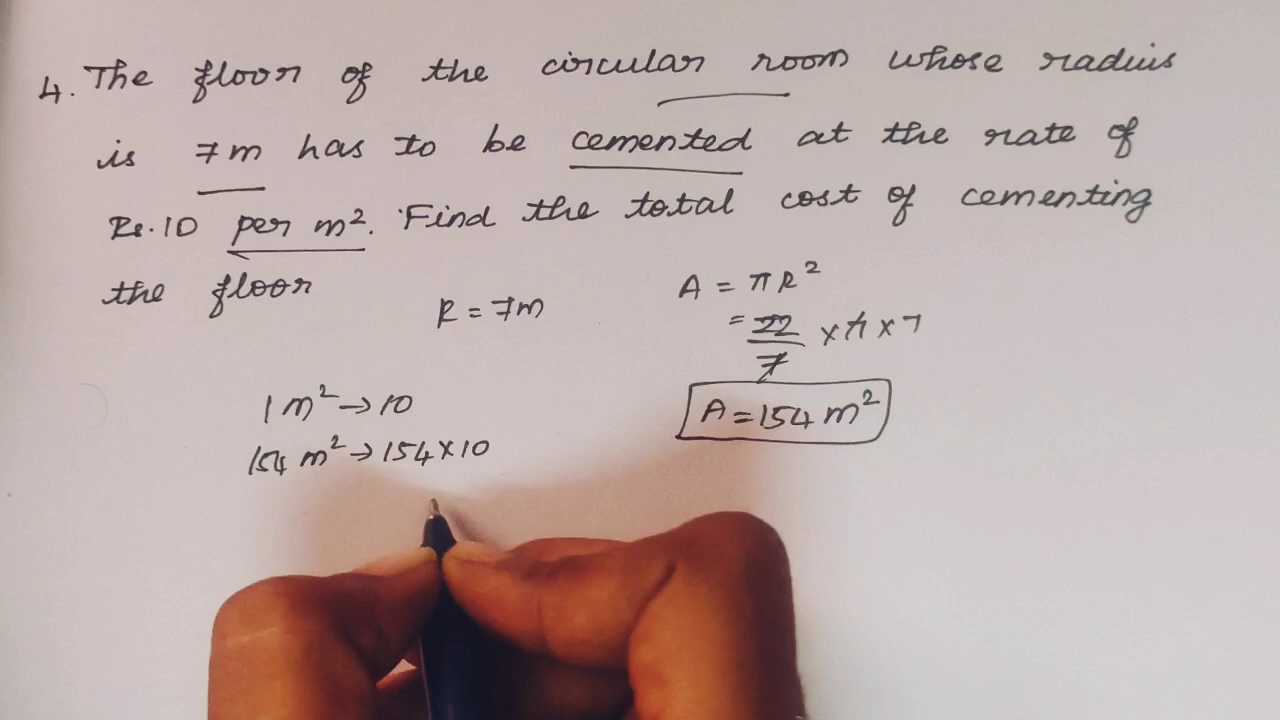 4. The floor of the circular room whose radius
is 7m has to be cemented at the rate of
Rs.10 per m². Find the total cost of cementing
the floor
R = 7m
A = πR²
= 22/7 × 7 × 7
A = 154 m²
1 m² → 10
154 m² → 154 × 10